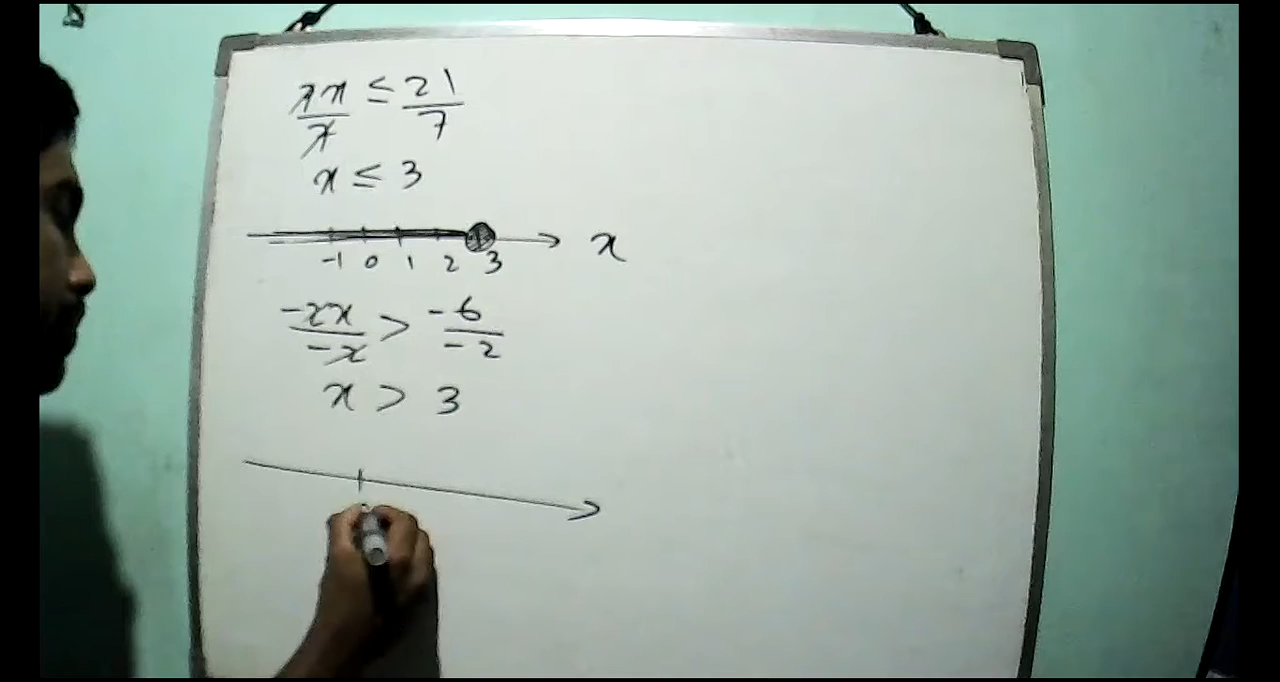 7x/7 ≤ 21/7
x ≤ 3
-1 0 1 2 3 x
-2x/-2 > -6/-2
x > 3